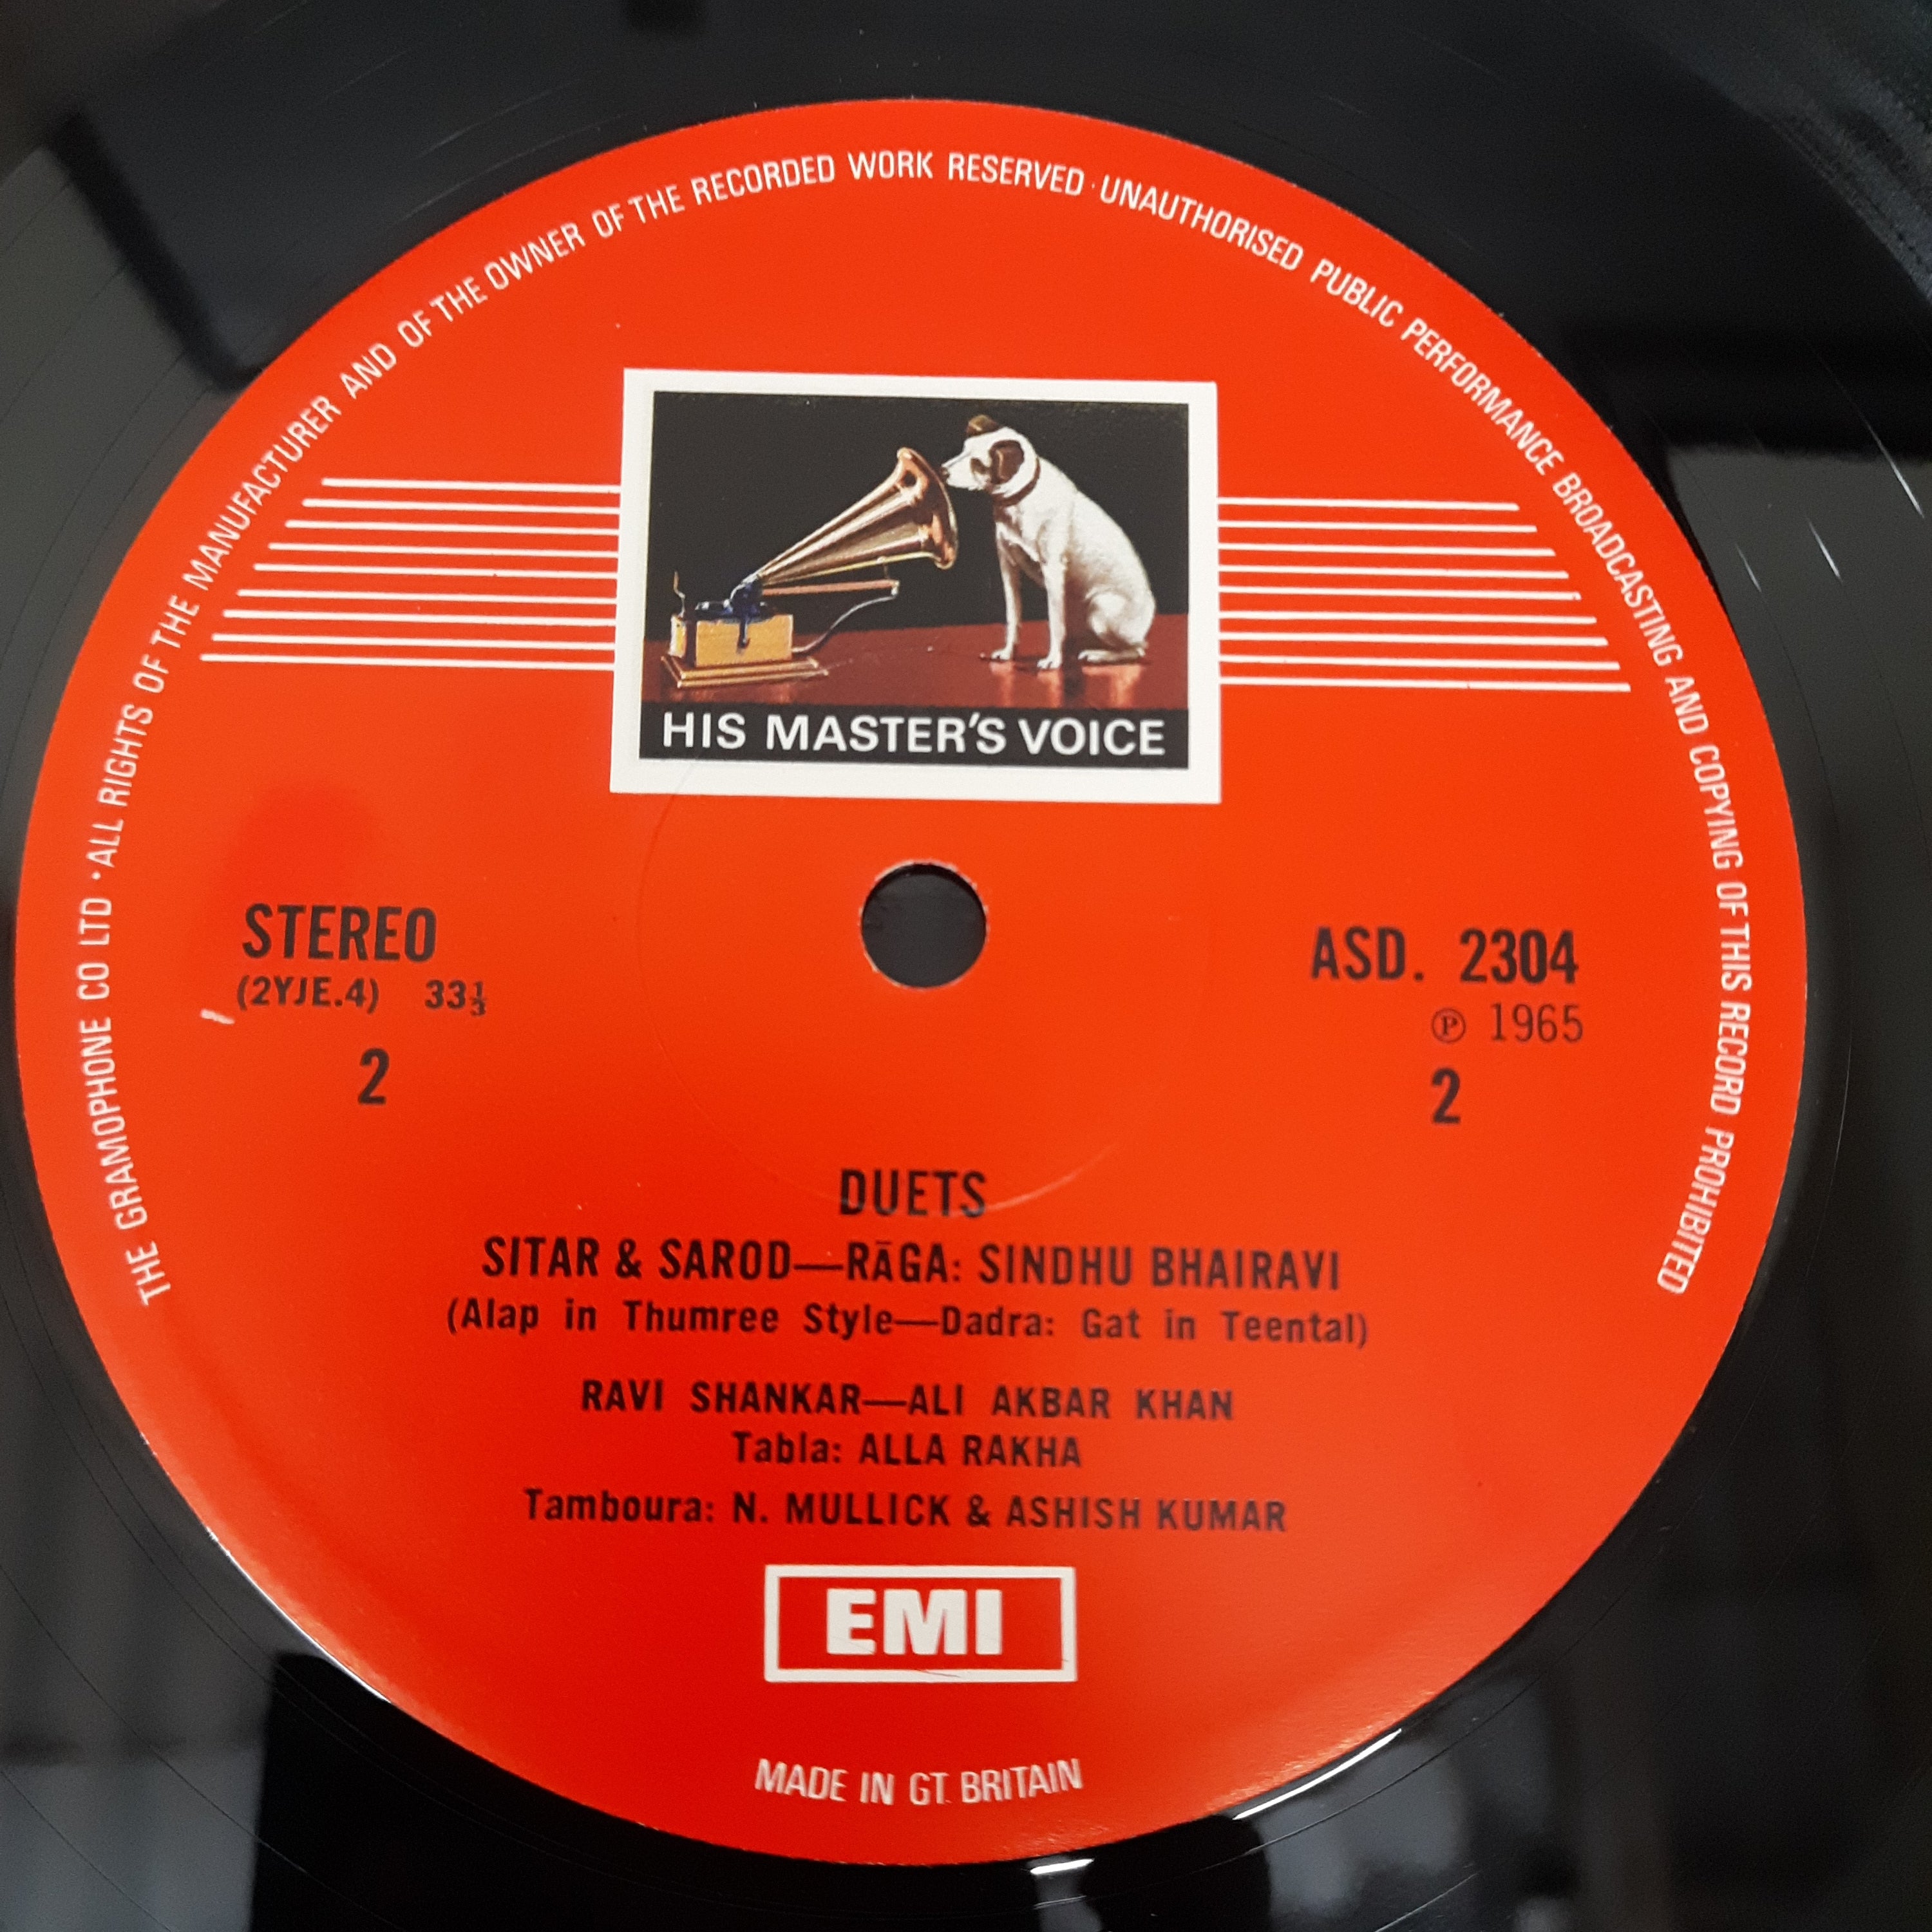 THE GRAMOPHONE CO LTD · ALL RIGHTS OF THE MANUFACTURER AND OF THE OWNER OF THE RECORDED WORK RESERVED · UNAUTHORISED PUBLIC PERFORMANCE BROADCASTING AND COPYING OF THIS RECORD PROHIBITED
HIS MASTER'S VOICE
STEREO
(2YJE.4) 33⅓
2
ASD. 2304
℗ 1965
2
DUETS
SITAR & SAROD—RĀGA: SINDHU BHAIRAVI
(Alap in Thumree Style—Dadra: Gat in Teental)
RAVI SHANKAR—ALI AKBAR KHAN
Tabla: ALLA RAKHA
Tamboura: N. MULLICK & ASHISH KUMAR
EMI
MADE IN GT. BRITAIN